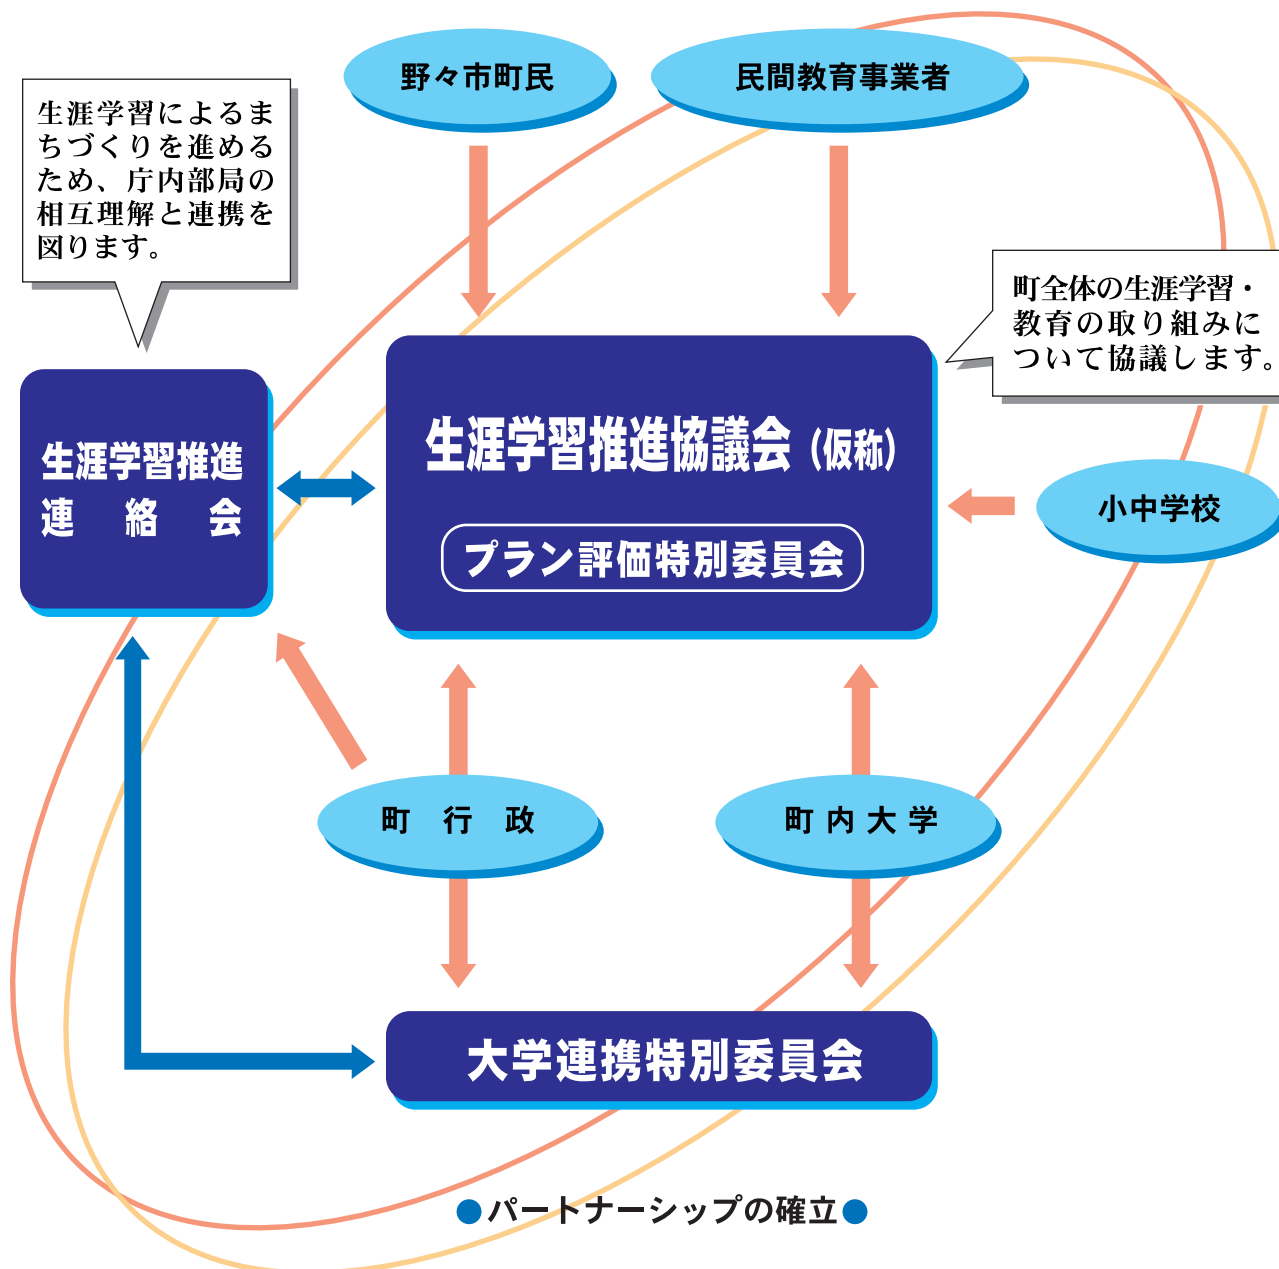 野々市町民
民間教育事業者
生涯学習によるま
ちづくりを進める
ため、庁内部局の
相互理解と連携を
図ります。
町全体の生涯学習・
教育の取り組みに
ついて協議します。
生涯学習推進
連絡会
生涯学習推進協議会(仮称)
プラン評価特別委員会
小中学校
町行政
町内大学
大学連携特別委員会
●パートナーシップの確立●